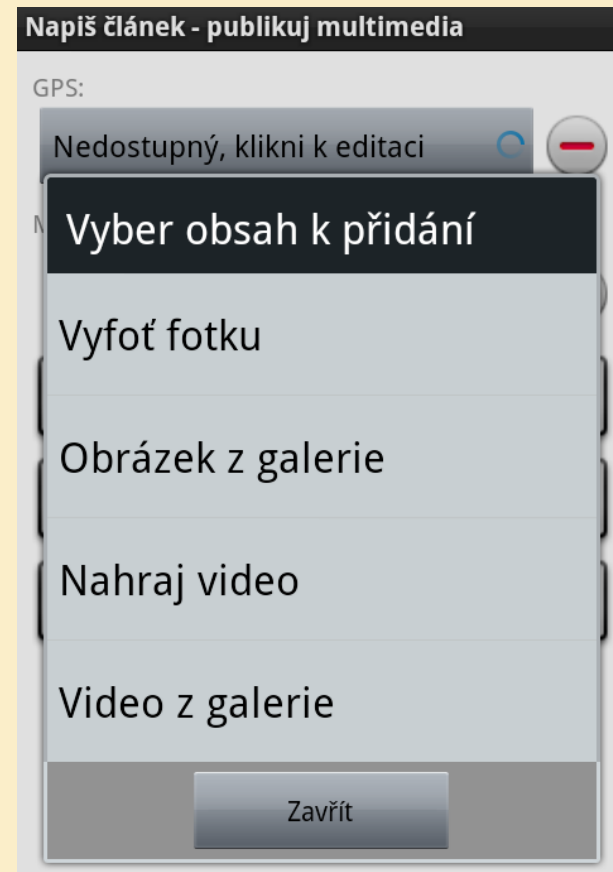 Napiš článek - publikuj multimedia
GPS:
Nedostupný, klikni k editaci
Vyber obsah k přidání
Vyfoť fotku
Obrázek z galerie
Nahraj video
Video z galerie
Zavřít